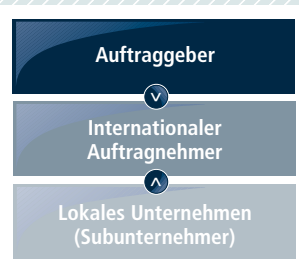 Auftraggeber
Internationaler
Auftragnehmer
Lokales Unternehmen
(Subunternehmer)